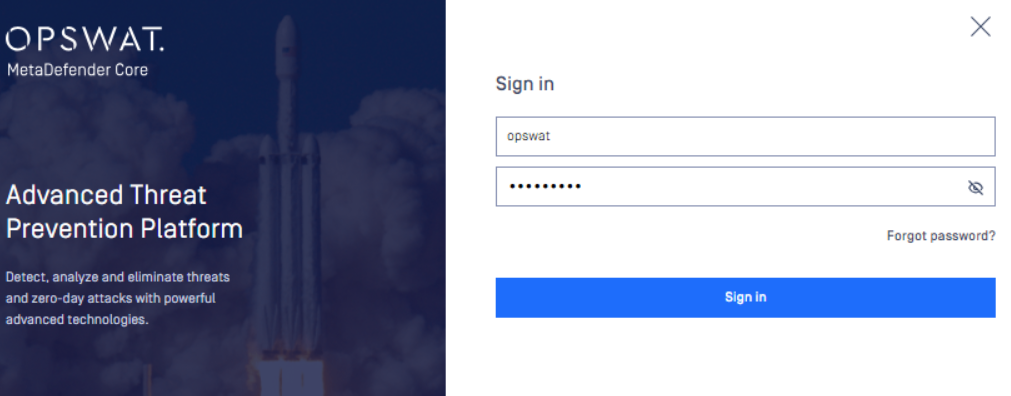 OPSWAT.
MetaDefender Core
Advanced Threat
Prevention Platform
Detect, analyze and eliminate threats
and zero-day attacks with powerful
advanced technologies.
Sign in
opswat
•••••••••
Forgot password?
Sign in